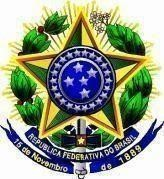 REPUBLICA FEDERATIVA DO BRASIL
15 de Novembro de 1889